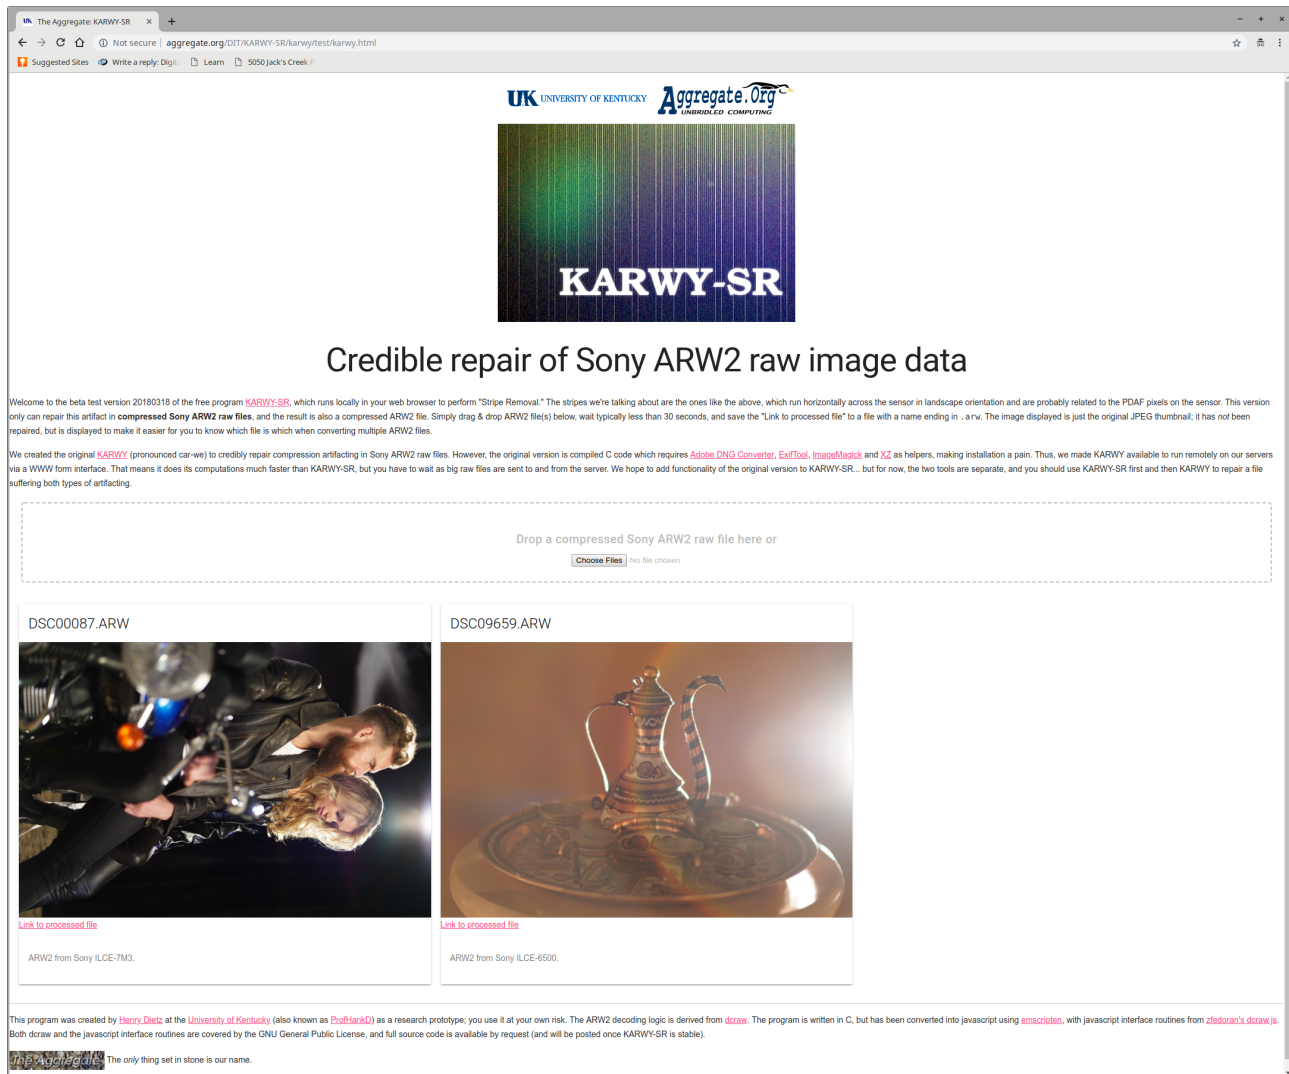 UK The Aggregate: KARWY-SR × +
Not secure | aggregate.org/DIT/KARWY-SR/karwy/test/karwy.html
Suggested Sites Write a reply: Digit Learn 5050 Jack's Creek P
UK UNIVERSITY OF KENTUCKY Aggregate.Org
UNBRIDLED COMPUTING
KARWY-SR
Credible repair of Sony ARW2 raw image data
Welcome to the beta test version 20180318 of the free program KARWY-SR, which runs locally in your web browser to perform "Stripe Removal." The stripes we're talking about are the ones like the above, which run horizontally across the sensor in landscape orientation and are probably related to the PDAF pixels on the sensor. This version
only can repair this artifact in compressed Sony ARW2 raw files, and the result is also a compressed ARW2 file. Simply drag & drop ARW2 file(s) below, wait typically less than 30 seconds, and save the "Link to processed file" to a file with a name ending in .arw. The image displayed is just the original JPEG thumbnail; it has not been
repaired, but is displayed to make it easier for you to know which file is which when converting multiple ARW2 files.
We created the original KARWY (pronounced car-we) to credibly repair compression artifacting in Sony ARW2 raw files. However, the original version is compiled C code which requires Adobe DNG Converter, ExifTool, ImageMagick and XZ as helpers, making installation a pain. Thus, we made KARWY available to run remotely on our servers
via a WWW form interface. That means it does its computations much faster than KARWY-SR, but you have to wait as big raw files are sent to and from the server. We hope to add functionality of the original version to KARWY-SR... but for now, the two tools are separate, and you should use KARWY-SR first and then KARWY to repair a file
suffering both types of artifacting.
Drop a compressed Sony ARW2 raw file here or
Choose Files No file chosen
DSC00087.ARW
DSC09659.ARW
Link to processed file
Link to processed file
ARW2 from Sony ILCE-7M3.
ARW2 from Sony ILCE-6500.
This program was created by Henry Dietz at the University of Kentucky (also known as ProfHankD) as a research prototype; you use it at your own risk. The ARW2 decoding logic is derived from dcraw. The program is written in C, but has been converted into javascript using emscripten, with javascript interface routines from zfedoran's dcraw.js.
Both dcraw and the javascript interface routines are covered by the GNU General Public License, and full source code is available by request (and will be posted once KARWY-SR is stable).
The Aggregate The only thing set in stone is our name.